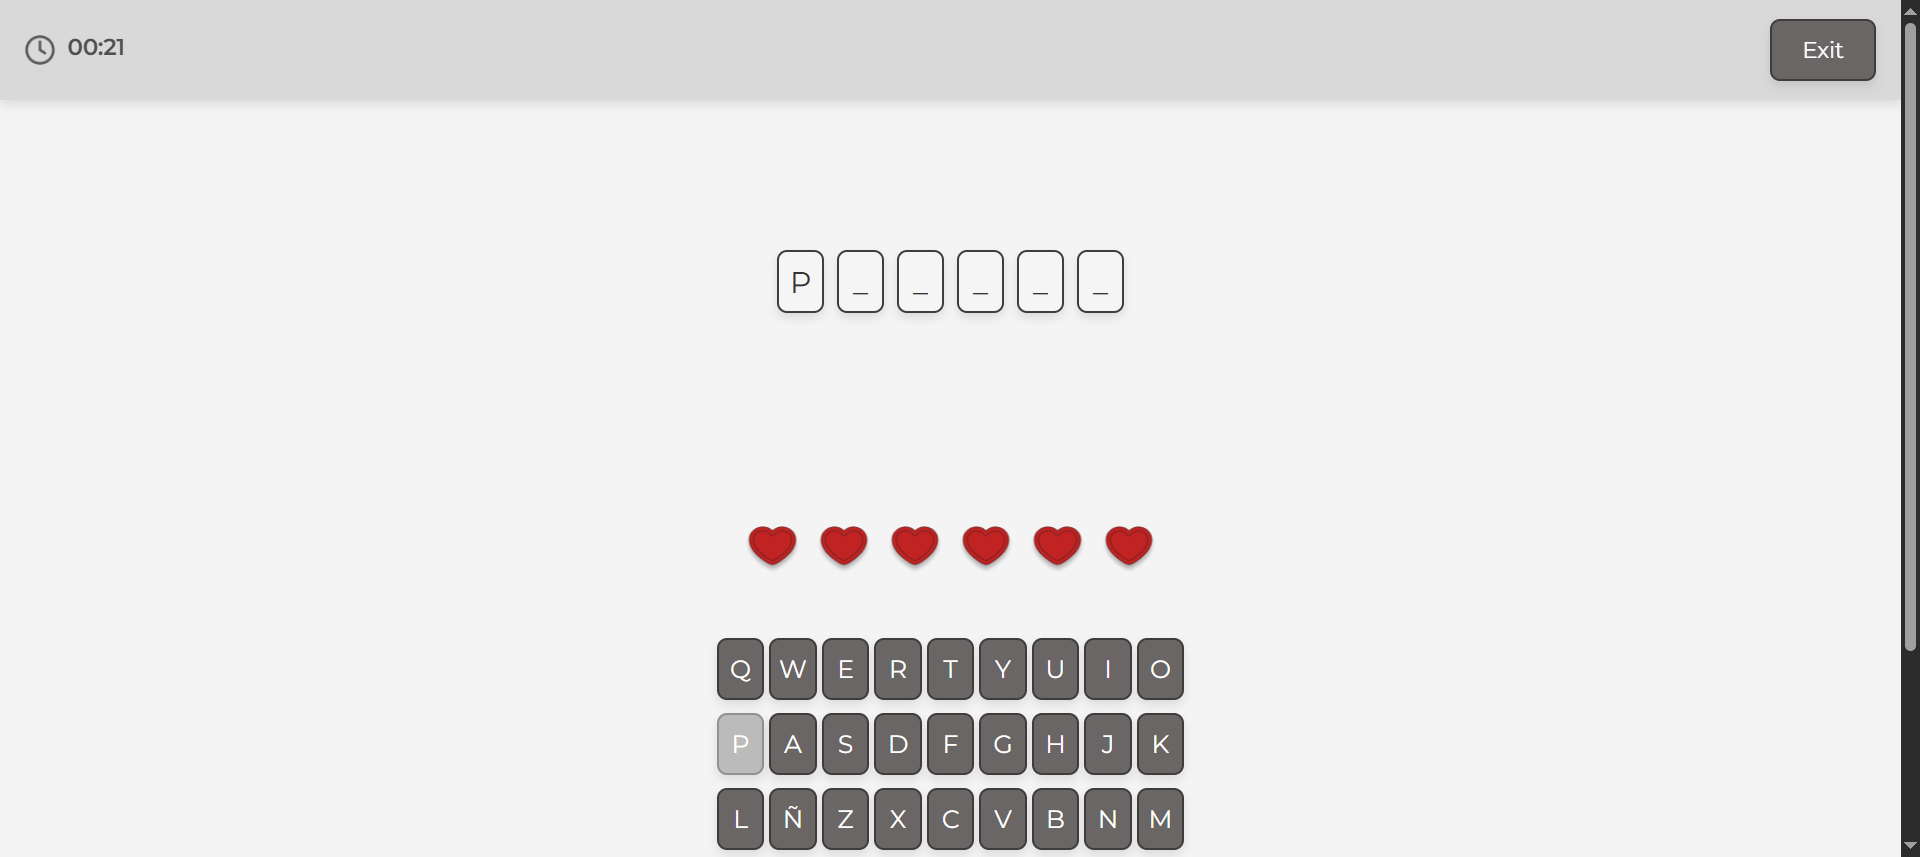 00:21
Exit
P _ _ _ _ _
Q W E R T Y U I O
P A S D F G H J K
L Ñ Z X C V B N M